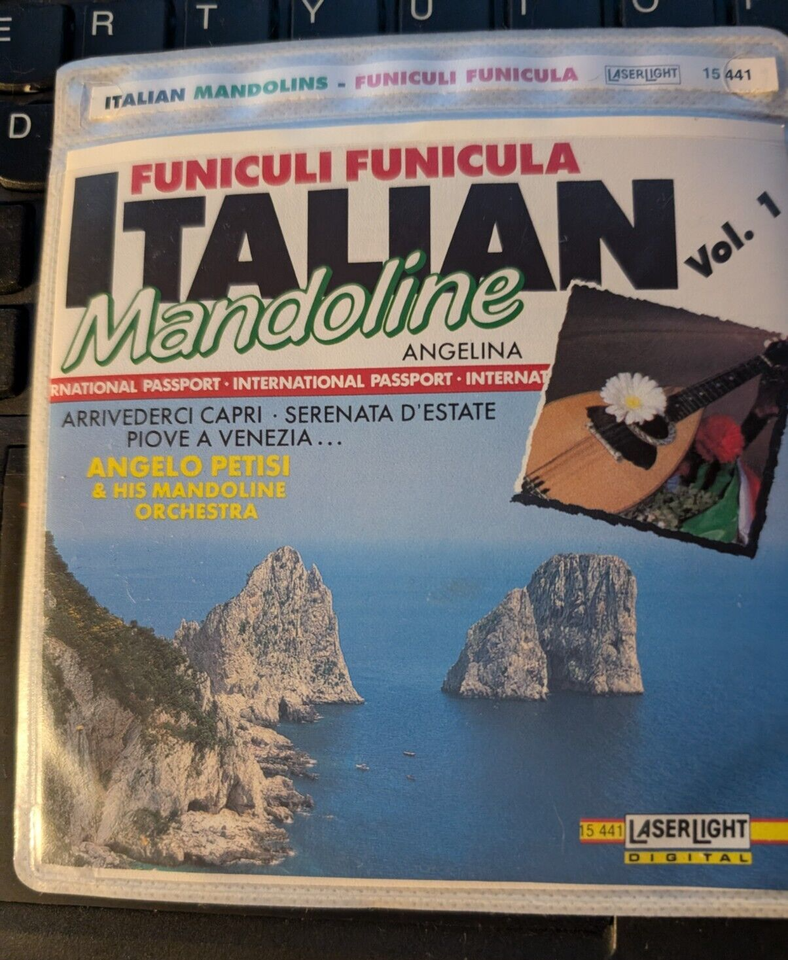 E R T Y U I O P
D
ITALIAN MANDOLINS - FUNICULI FUNICULA LASERLIGHT 15 441
FUNICULI FUNICULA
ITALIAN
Vol. 1
Mandoline
ANGELINA
RNATIONAL PASSPORT · INTERNATIONAL PASSPORT · INTERNAT
ARRIVEDERCI CAPRI · SERENATA D'ESTATE
PIOVE A VENEZIA...
ANGELO PETISI
& HIS MANDOLINE
ORCHESTRA
15 441 LASERLIGHT
DIGITAL